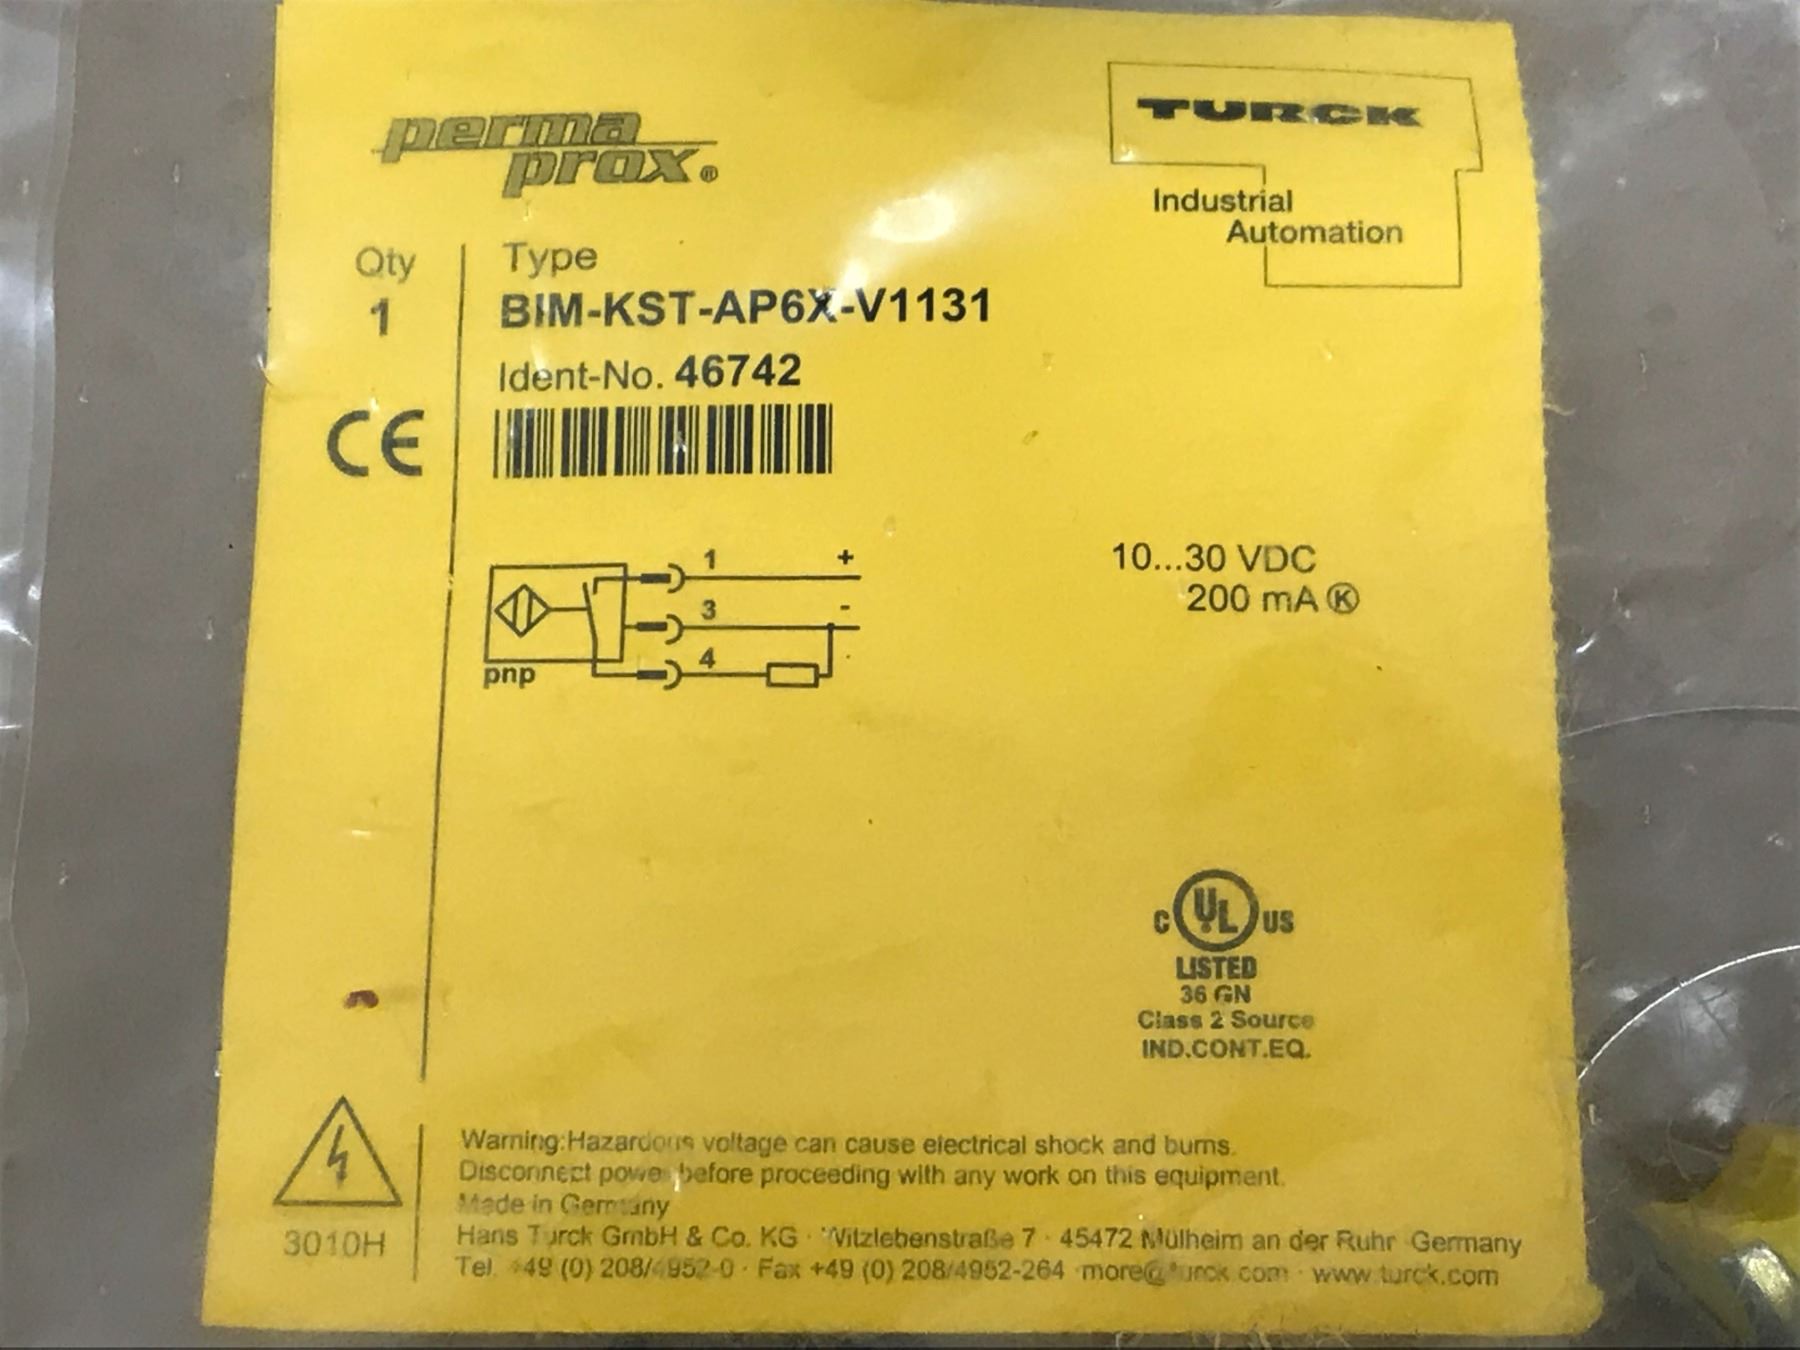 perma
prox®
TURCK
Industrial
Automation
Qty
1
Type
BIM-KST-AP6X-V1131
Ident-No. 46742
CE
1 +
3 -
4
pnp
10...30 VDC
200 mA Ⓚ
C UL US
LISTED
36 GN
Class 2 Source
IND.CONT.EQ.
3010H
Warning:Hazardous voltage can cause electrical shock and burns.
Disconnect power before proceeding with any work on this equipment.
Made in Germany
Hans Turck GmbH & Co. KG · Witzlebenstraße 7 · 45472 Mülheim an der Ruhr Germany
Tel. +49 (0) 208/4952-0 · Fax +49 (0) 208/4952-264 more@turck.com · www.turck.com